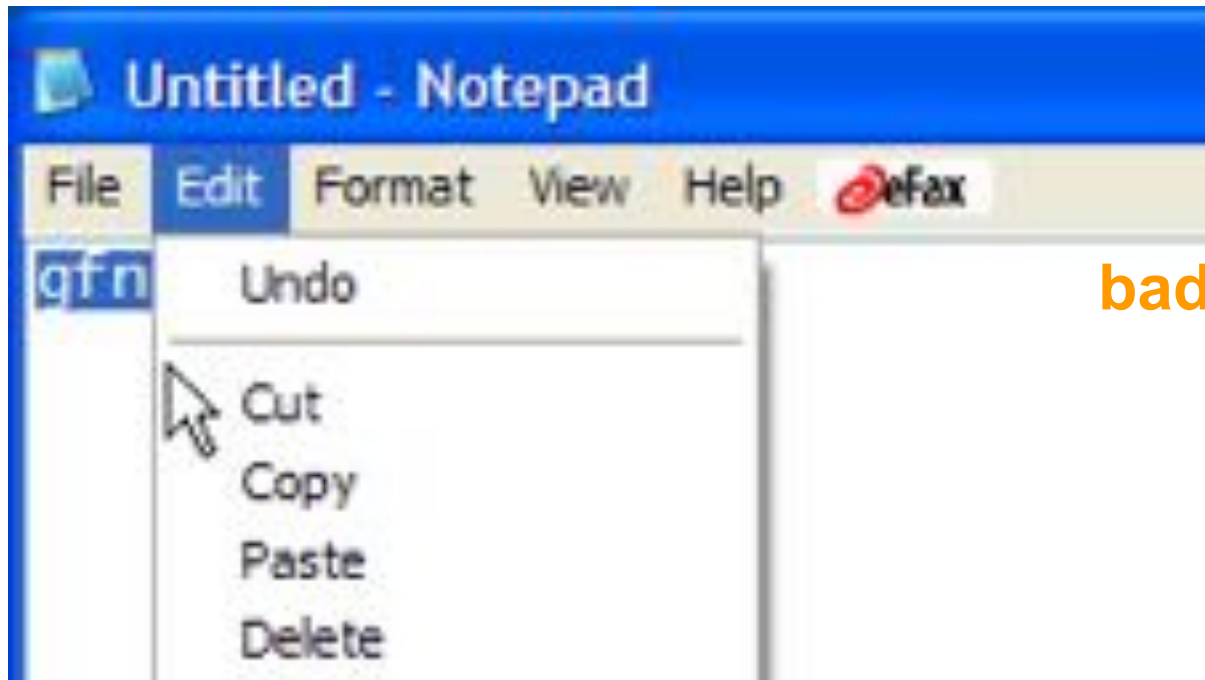 Untitled - Notepad
File Edit Format View Help eFax
gfn Undo bad
Cut
Copy
Paste
Delete